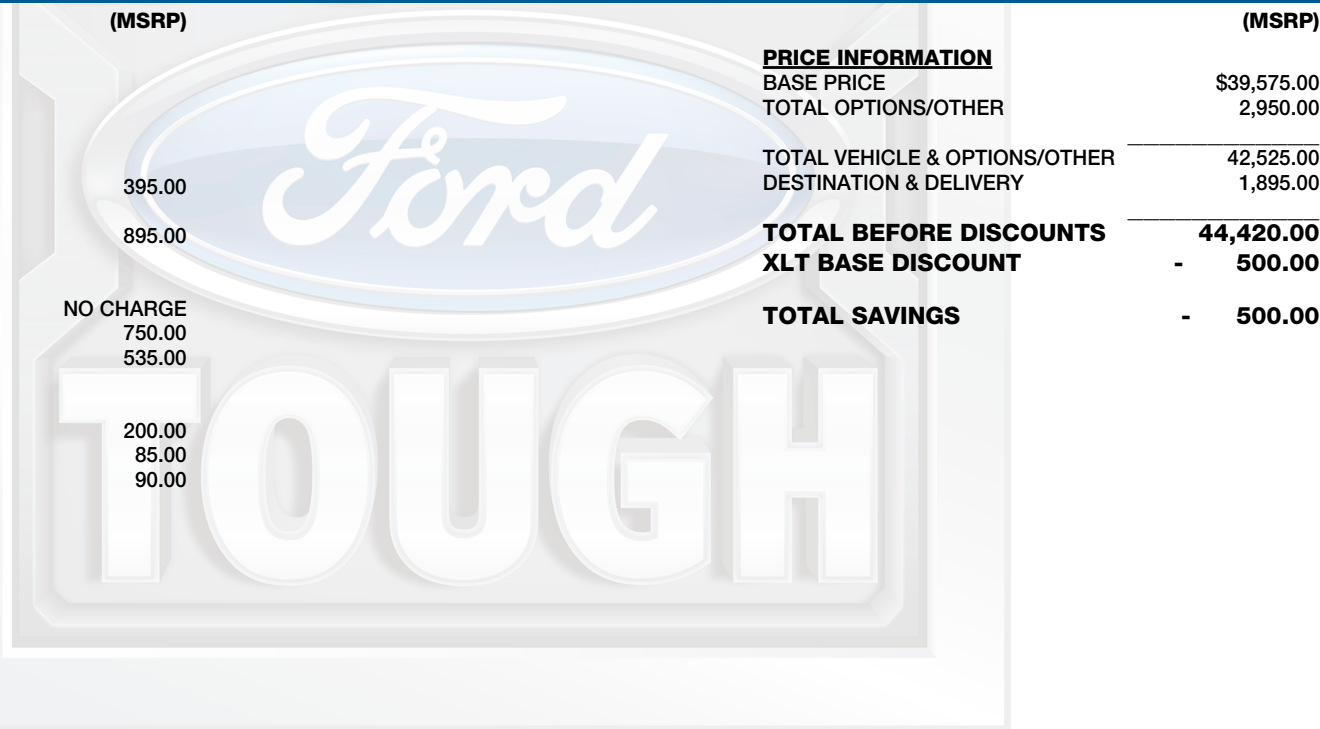 (MSRP)
395.00
895.00
NO CHARGE
750.00
535.00
200.00
85.00
90.00
Ford
TOUGH
(MSRP)
PRICE INFORMATION
BASE PRICE $39,575.00
TOTAL OPTIONS/OTHER 2,950.00
TOTAL VEHICLE & OPTIONS/OTHER 42,525.00
DESTINATION & DELIVERY 1,895.00
TOTAL BEFORE DISCOUNTS 44,420.00
XLT BASE DISCOUNT - 500.00
TOTAL SAVINGS - 500.00